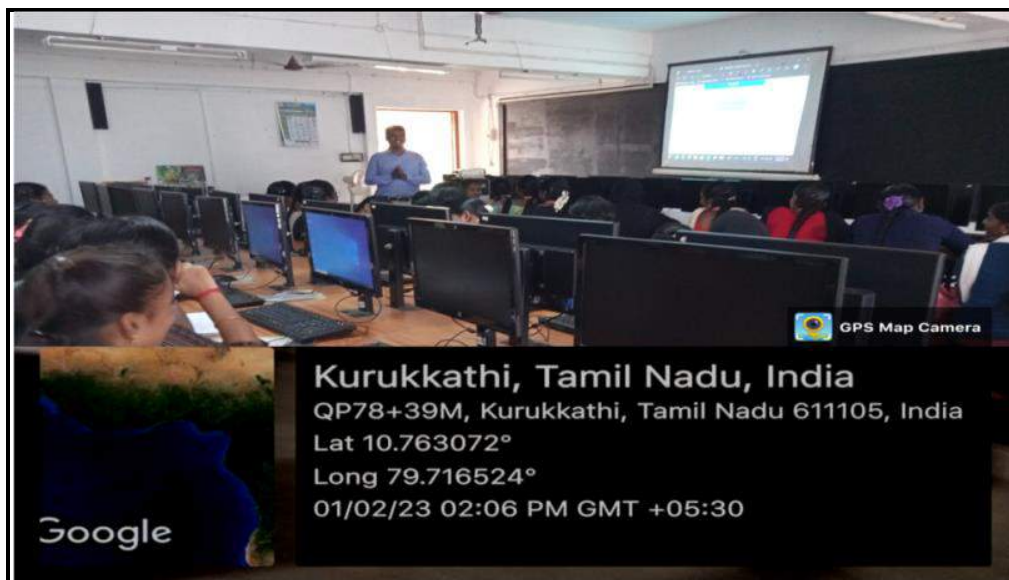 GPS Map Camera
Kurukkathi, Tamil Nadu, India
QP78+39M, Kurukkathi, Tamil Nadu 611105, India
Lat 10.763072°
Long 79.716524°
01/02/23 02:06 PM GMT +05:30
Google